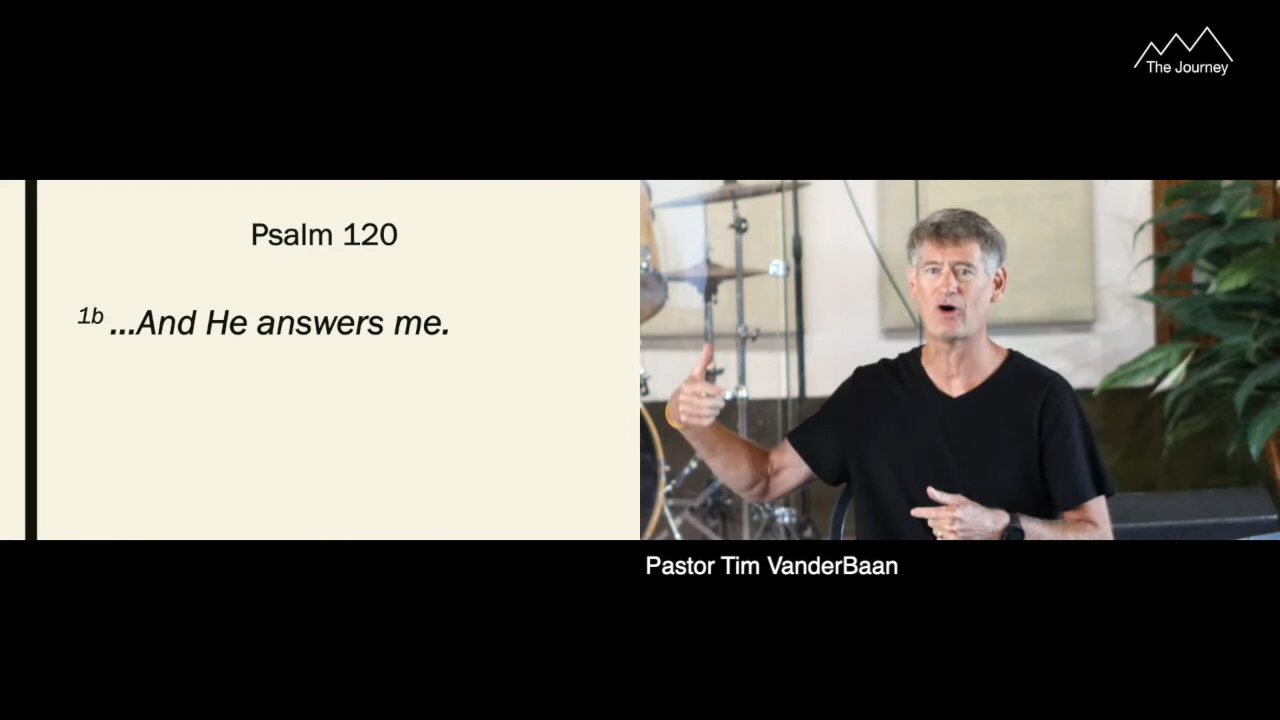 The Journey
Psalm 120
1b ...And He answers me.
Pastor Tim VanderBaan